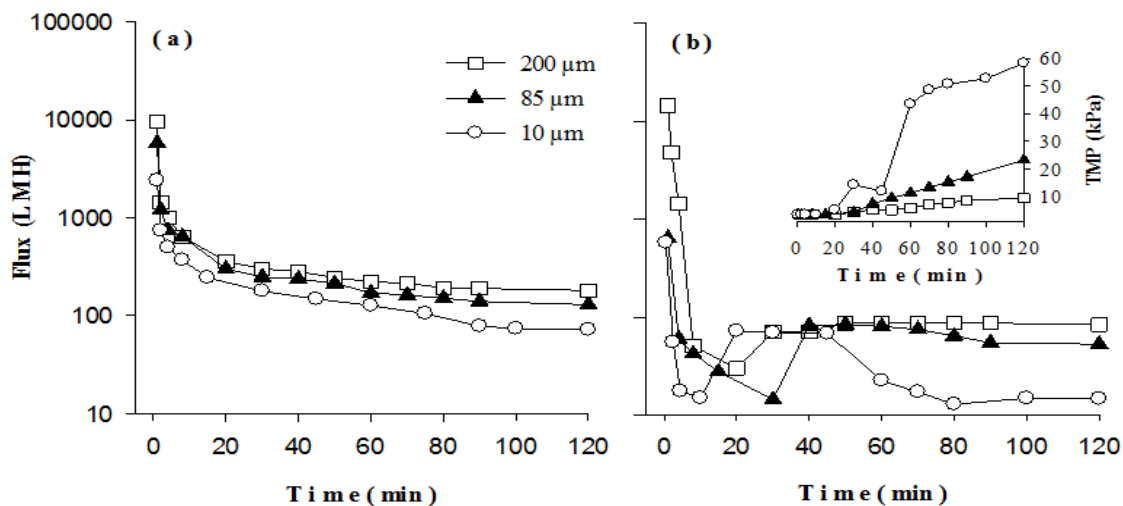 ( a )
200 µm
85 µm
10 µm
Flux (LMH)
100000
10000
1000
100
10
0 20 40 60 80 100 120
Time ( min )
( b )
60
50
40
30
20
10
TMP (kPa)
0 20 40 60 80 100 120
Time ( min )
0 20 40 60 80 100 120
Time ( min )